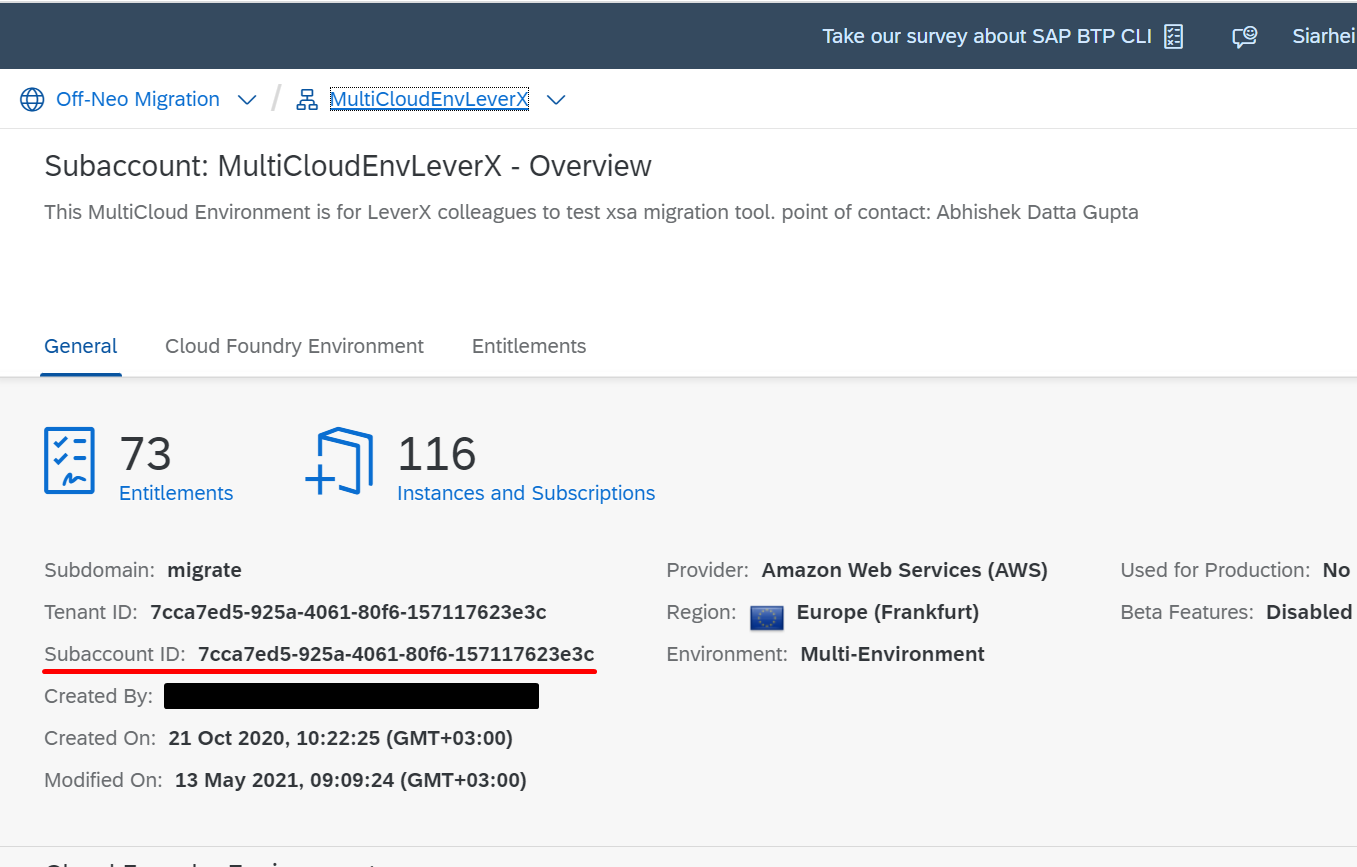 Take our survey about SAP BTP CLI Siarhei
Off-Neo Migration / MultiCloudEnvLeverX
Subaccount: MultiCloudEnvLeverX - Overview
This MultiCloud Environment is for LeverX colleagues to test xsa migration tool. point of contact: Abhishek Datta Gupta
General Cloud Foundry Environment Entitlements
73 116
Entitlements Instances and Subscriptions
Subdomain: migrate Provider: Amazon Web Services (AWS) Used for Production: No
Tenant ID: 7cca7ed5-925a-4061-80f6-157117623e3c Region: Europe (Frankfurt) Beta Features: Disabled
Subaccount ID: 7cca7ed5-925a-4061-80f6-157117623e3c Environment: Multi-Environment
Created By:
Created On: 21 Oct 2020, 10:22:25 (GMT+03:00)
Modified On: 13 May 2021, 09:09:24 (GMT+03:00)